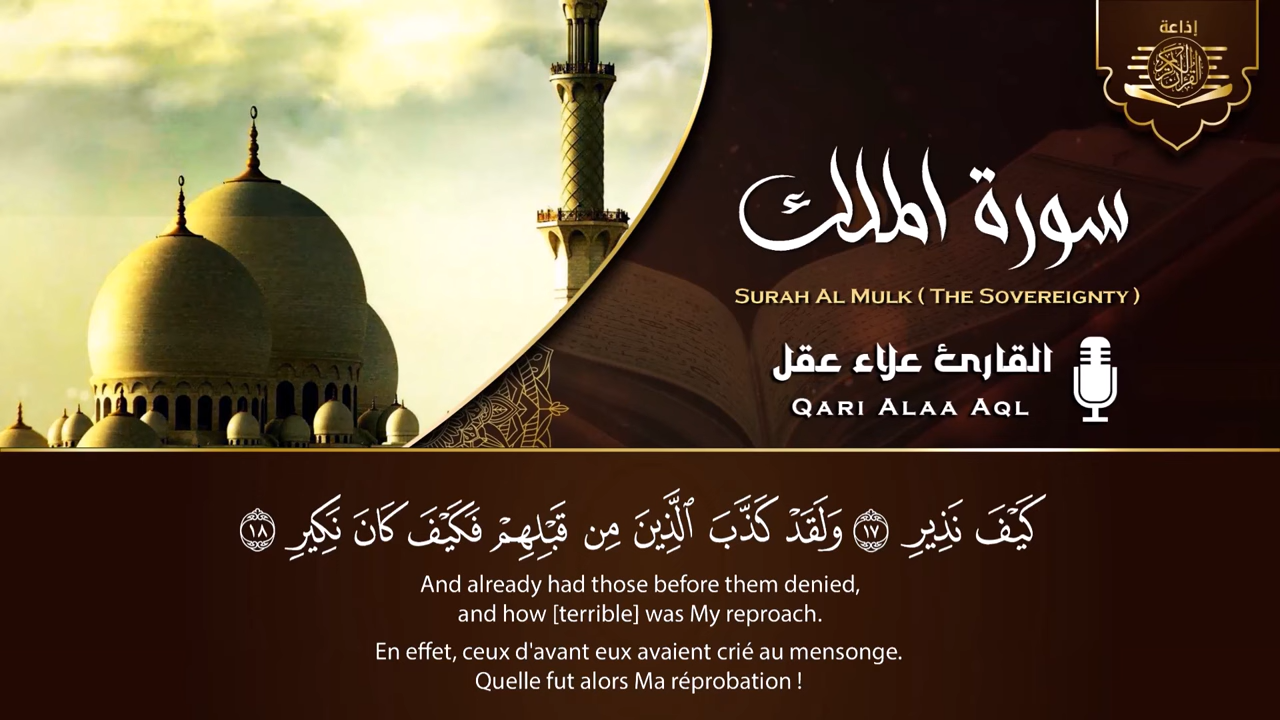 إذاعة
القرآن الكريم
سورة الملك
SURAH AL MULK ( THE SOVEREIGNTY )
القارئ علاء عقل
QARI ALAA AQL
كَيْفَ نَذِيرِ ١٧ وَلَقَدْ كَذَّبَ ٱلَّذِينَ مِن قَبْلِهِمْ فَكَيْفَ كَانَ نَكِيرِ ١٨
And already had those before them denied,
and how [terrible] was My reproach.
En effet, ceux d'avant eux avaient crié au mensonge.
Quelle fut alors Ma réprobation !